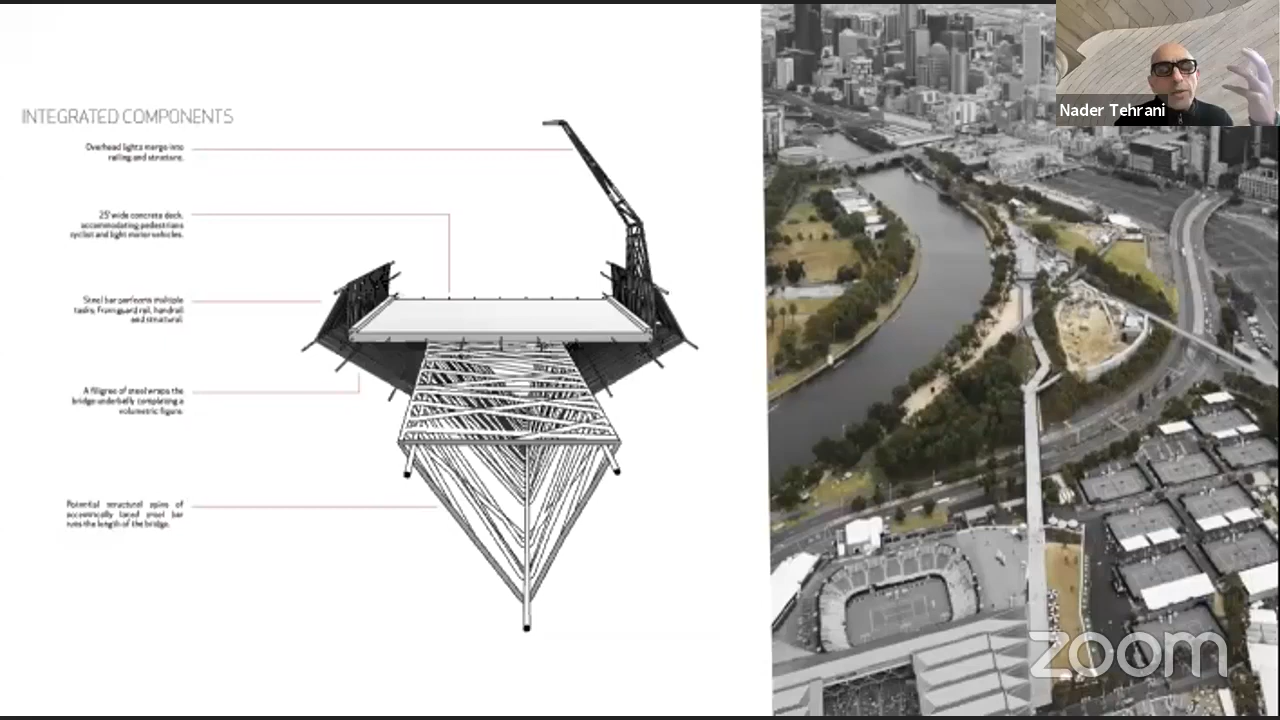 INTEGRATED COMPONENTS
Overhead lights merge into
railing and structure.
25' wide concrete deck,
accommodating pedestrians
cyclist and light motor vehicles.
Steel bar performs multiple
tasks; From guard rail, handrail
and structural.
A filigree of steel wraps the
bridge underbelly completing a
volumetric figure.
Potential structural spine of
eccentrically laced steel bar
runs the length of the bridge.
Nader Tehrani
zoom